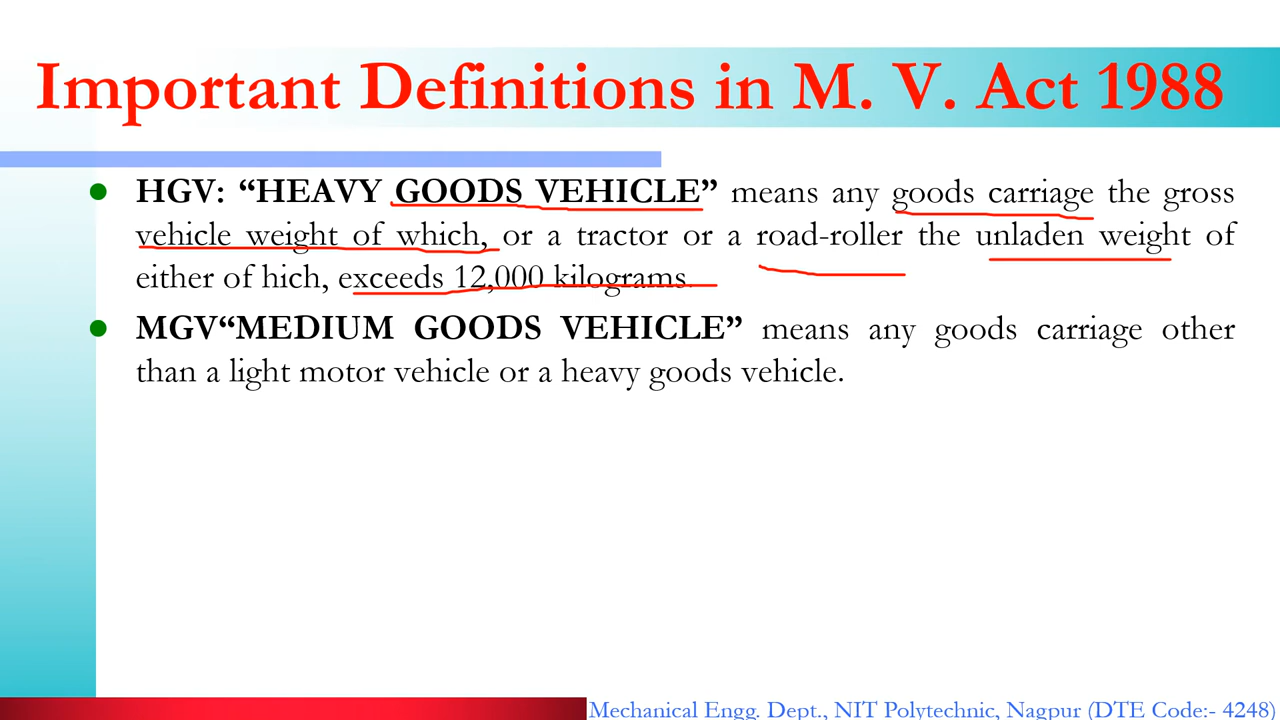 Important Definitions in M. V. Act 1988
HGV: “HEAVY GOODS VEHICLE” means any goods carriage the gross
vehicle weight of which, or a tractor or a road-roller the unladen weight of
either of hich, exceeds 12,000 kilograms.
MGV“MEDIUM GOODS VEHICLE” means any goods carriage other
than a light motor vehicle or a heavy goods vehicle.
Mechanical Engg. Dept., NIT Polytechnic, Nagpur (DTE Code:- 4248)